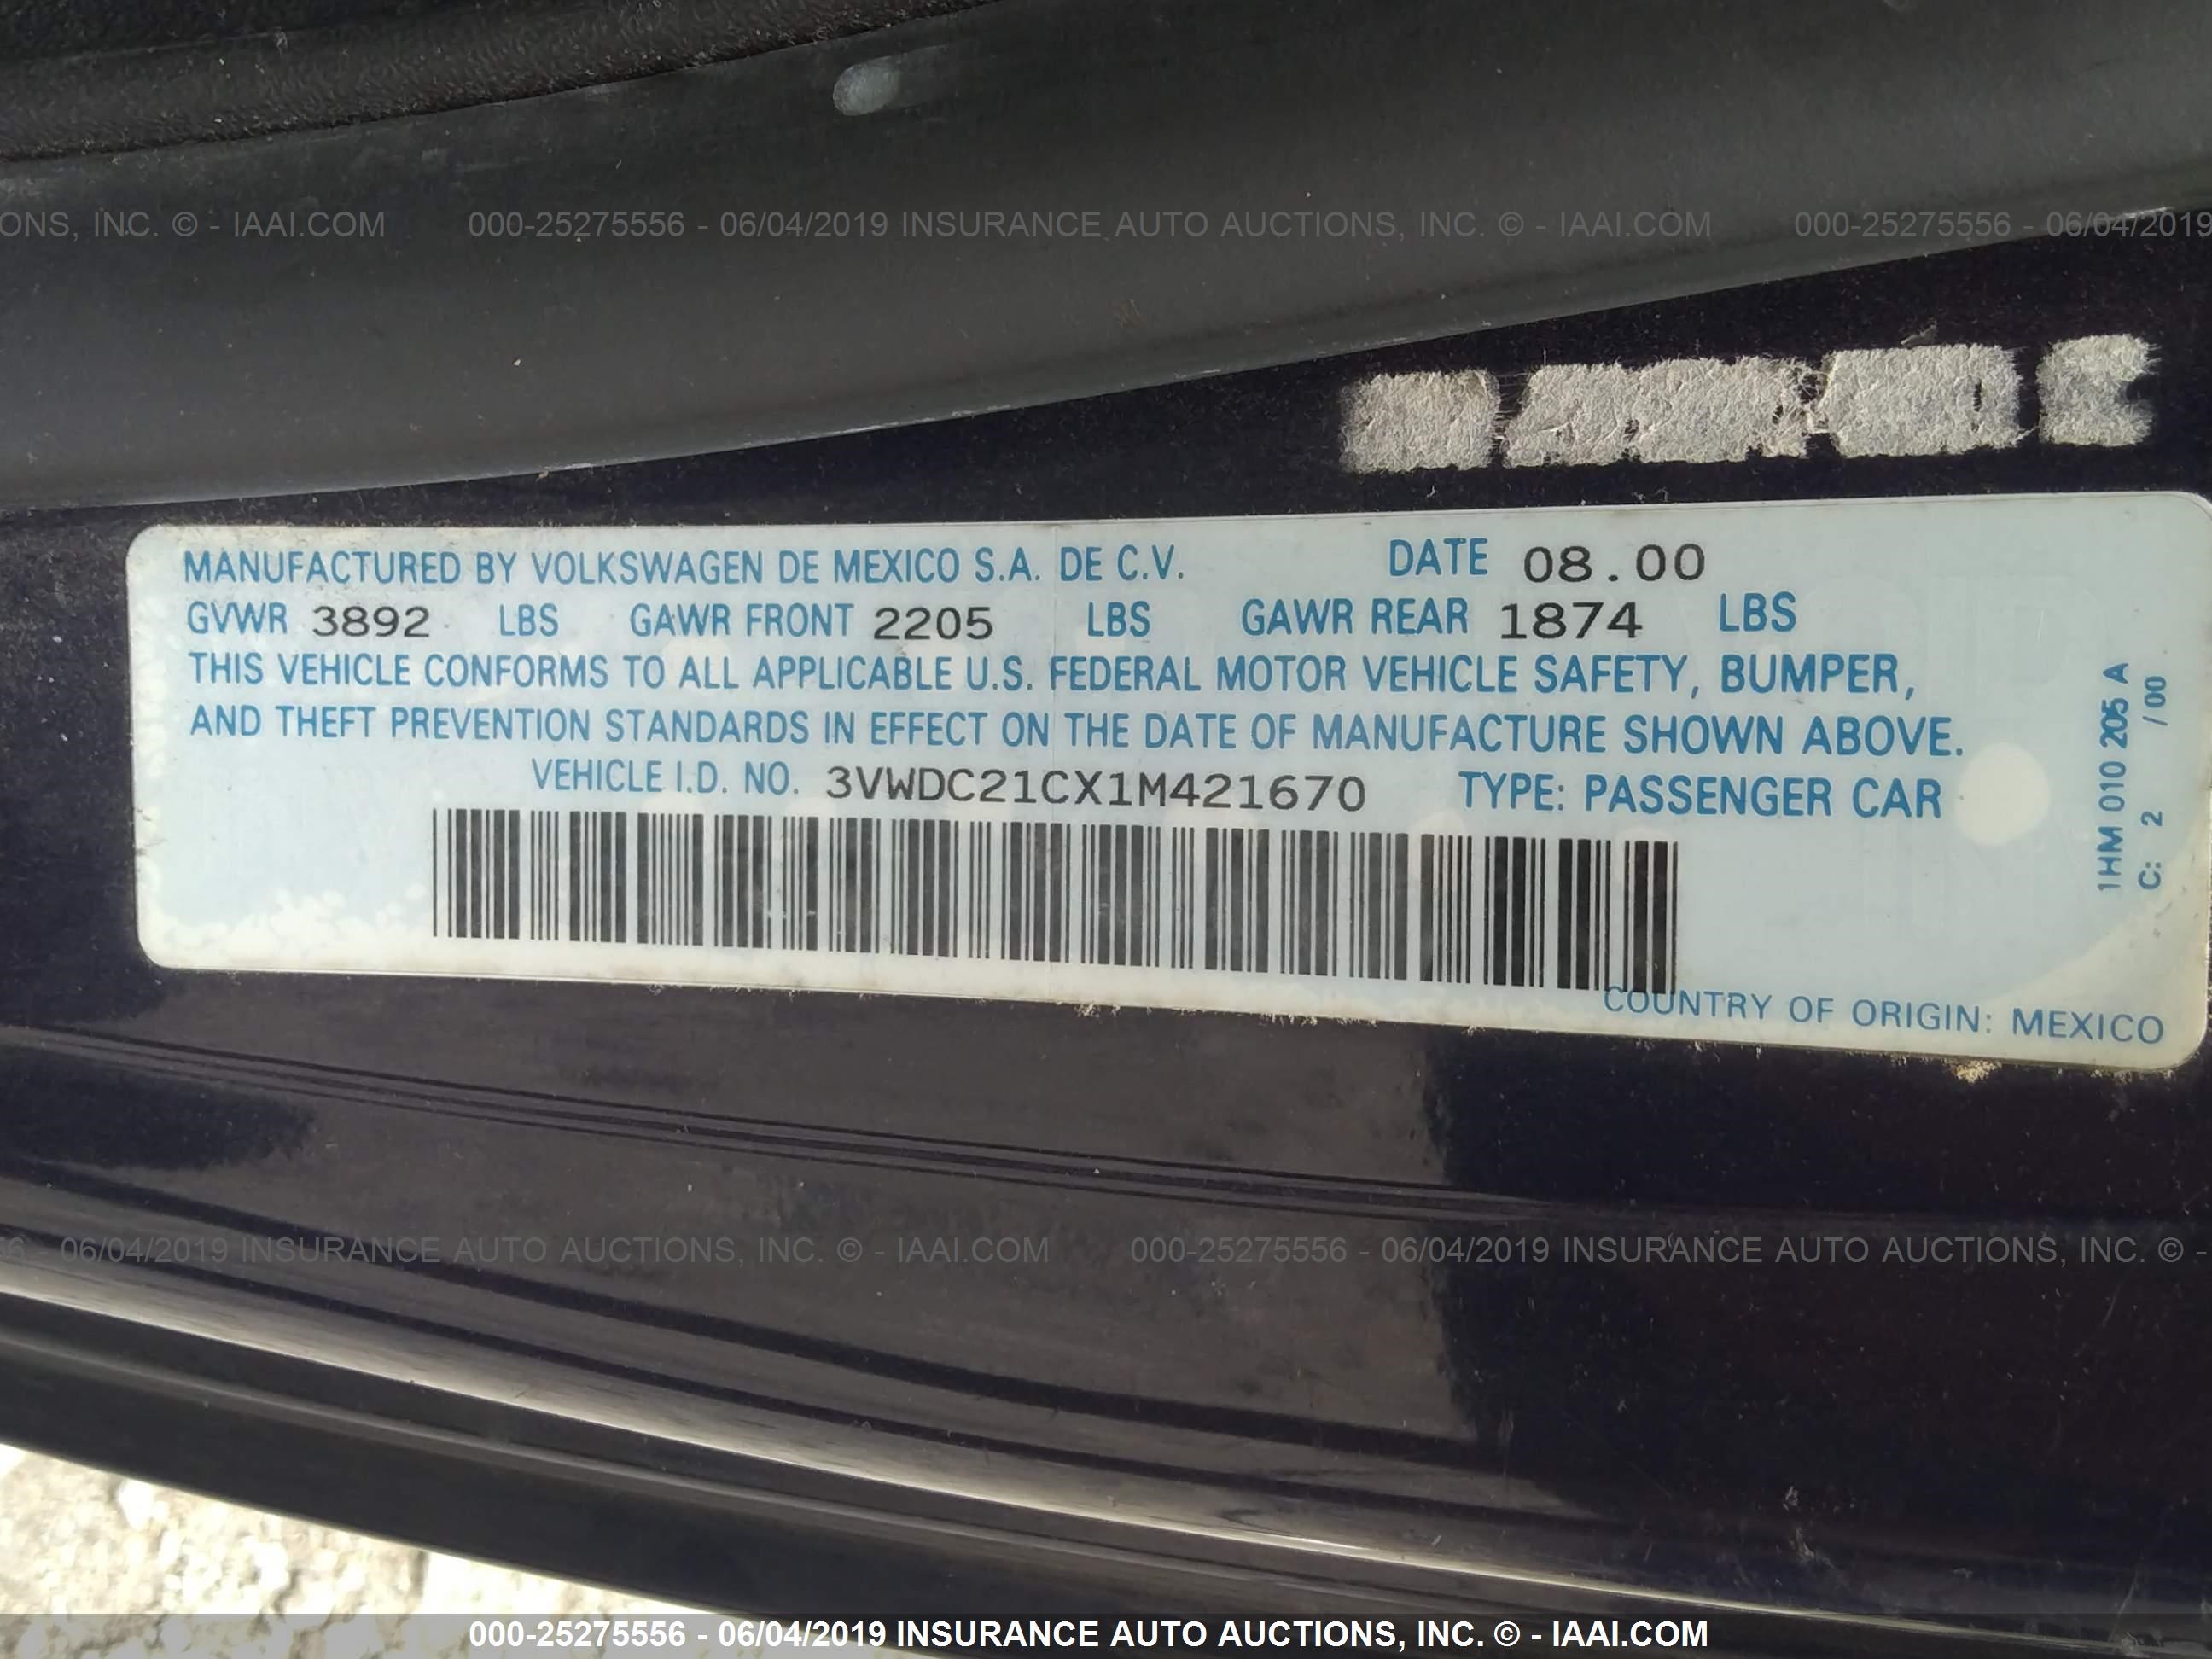 ONS, INC. © - IAAI.COM 000-25275556 - 06/04/2019 INSURANCE AUTO AUCTIONS, INC. © - IAAI.COM 000-25275556 - 06/04/2019
MANUFACTURED BY VOLKSWAGEN DE MEXICO S.A. DE C.V. DATE 08.00
GVWR 3892 LBS GAWR FRONT 2205 LBS GAWR REAR 1874 LBS
THIS VEHICLE CONFORMS TO ALL APPLICABLE U.S. FEDERAL MOTOR VEHICLE SAFETY, BUMPER,
AND THEFT PREVENTION STANDARDS IN EFFECT ON THE DATE OF MANUFACTURE SHOWN ABOVE.
VEHICLE I.D. NO. 3VWDC21CX1M421670 TYPE: PASSENGER CAR
1HM 010 205 A
C: 2 /00
COUNTRY OF ORIGIN: MEXICO
6 - 06/04/2019 INSURANCE AUTO AUCTIONS, INC. © - IAAI.COM 000-25275556 - 06/04/2019 INSURANCE AUTO AUCTIONS, INC. © -
000-25275556 - 06/04/2019 INSURANCE AUTO AUCTIONS, INC. © - IAAI.COM